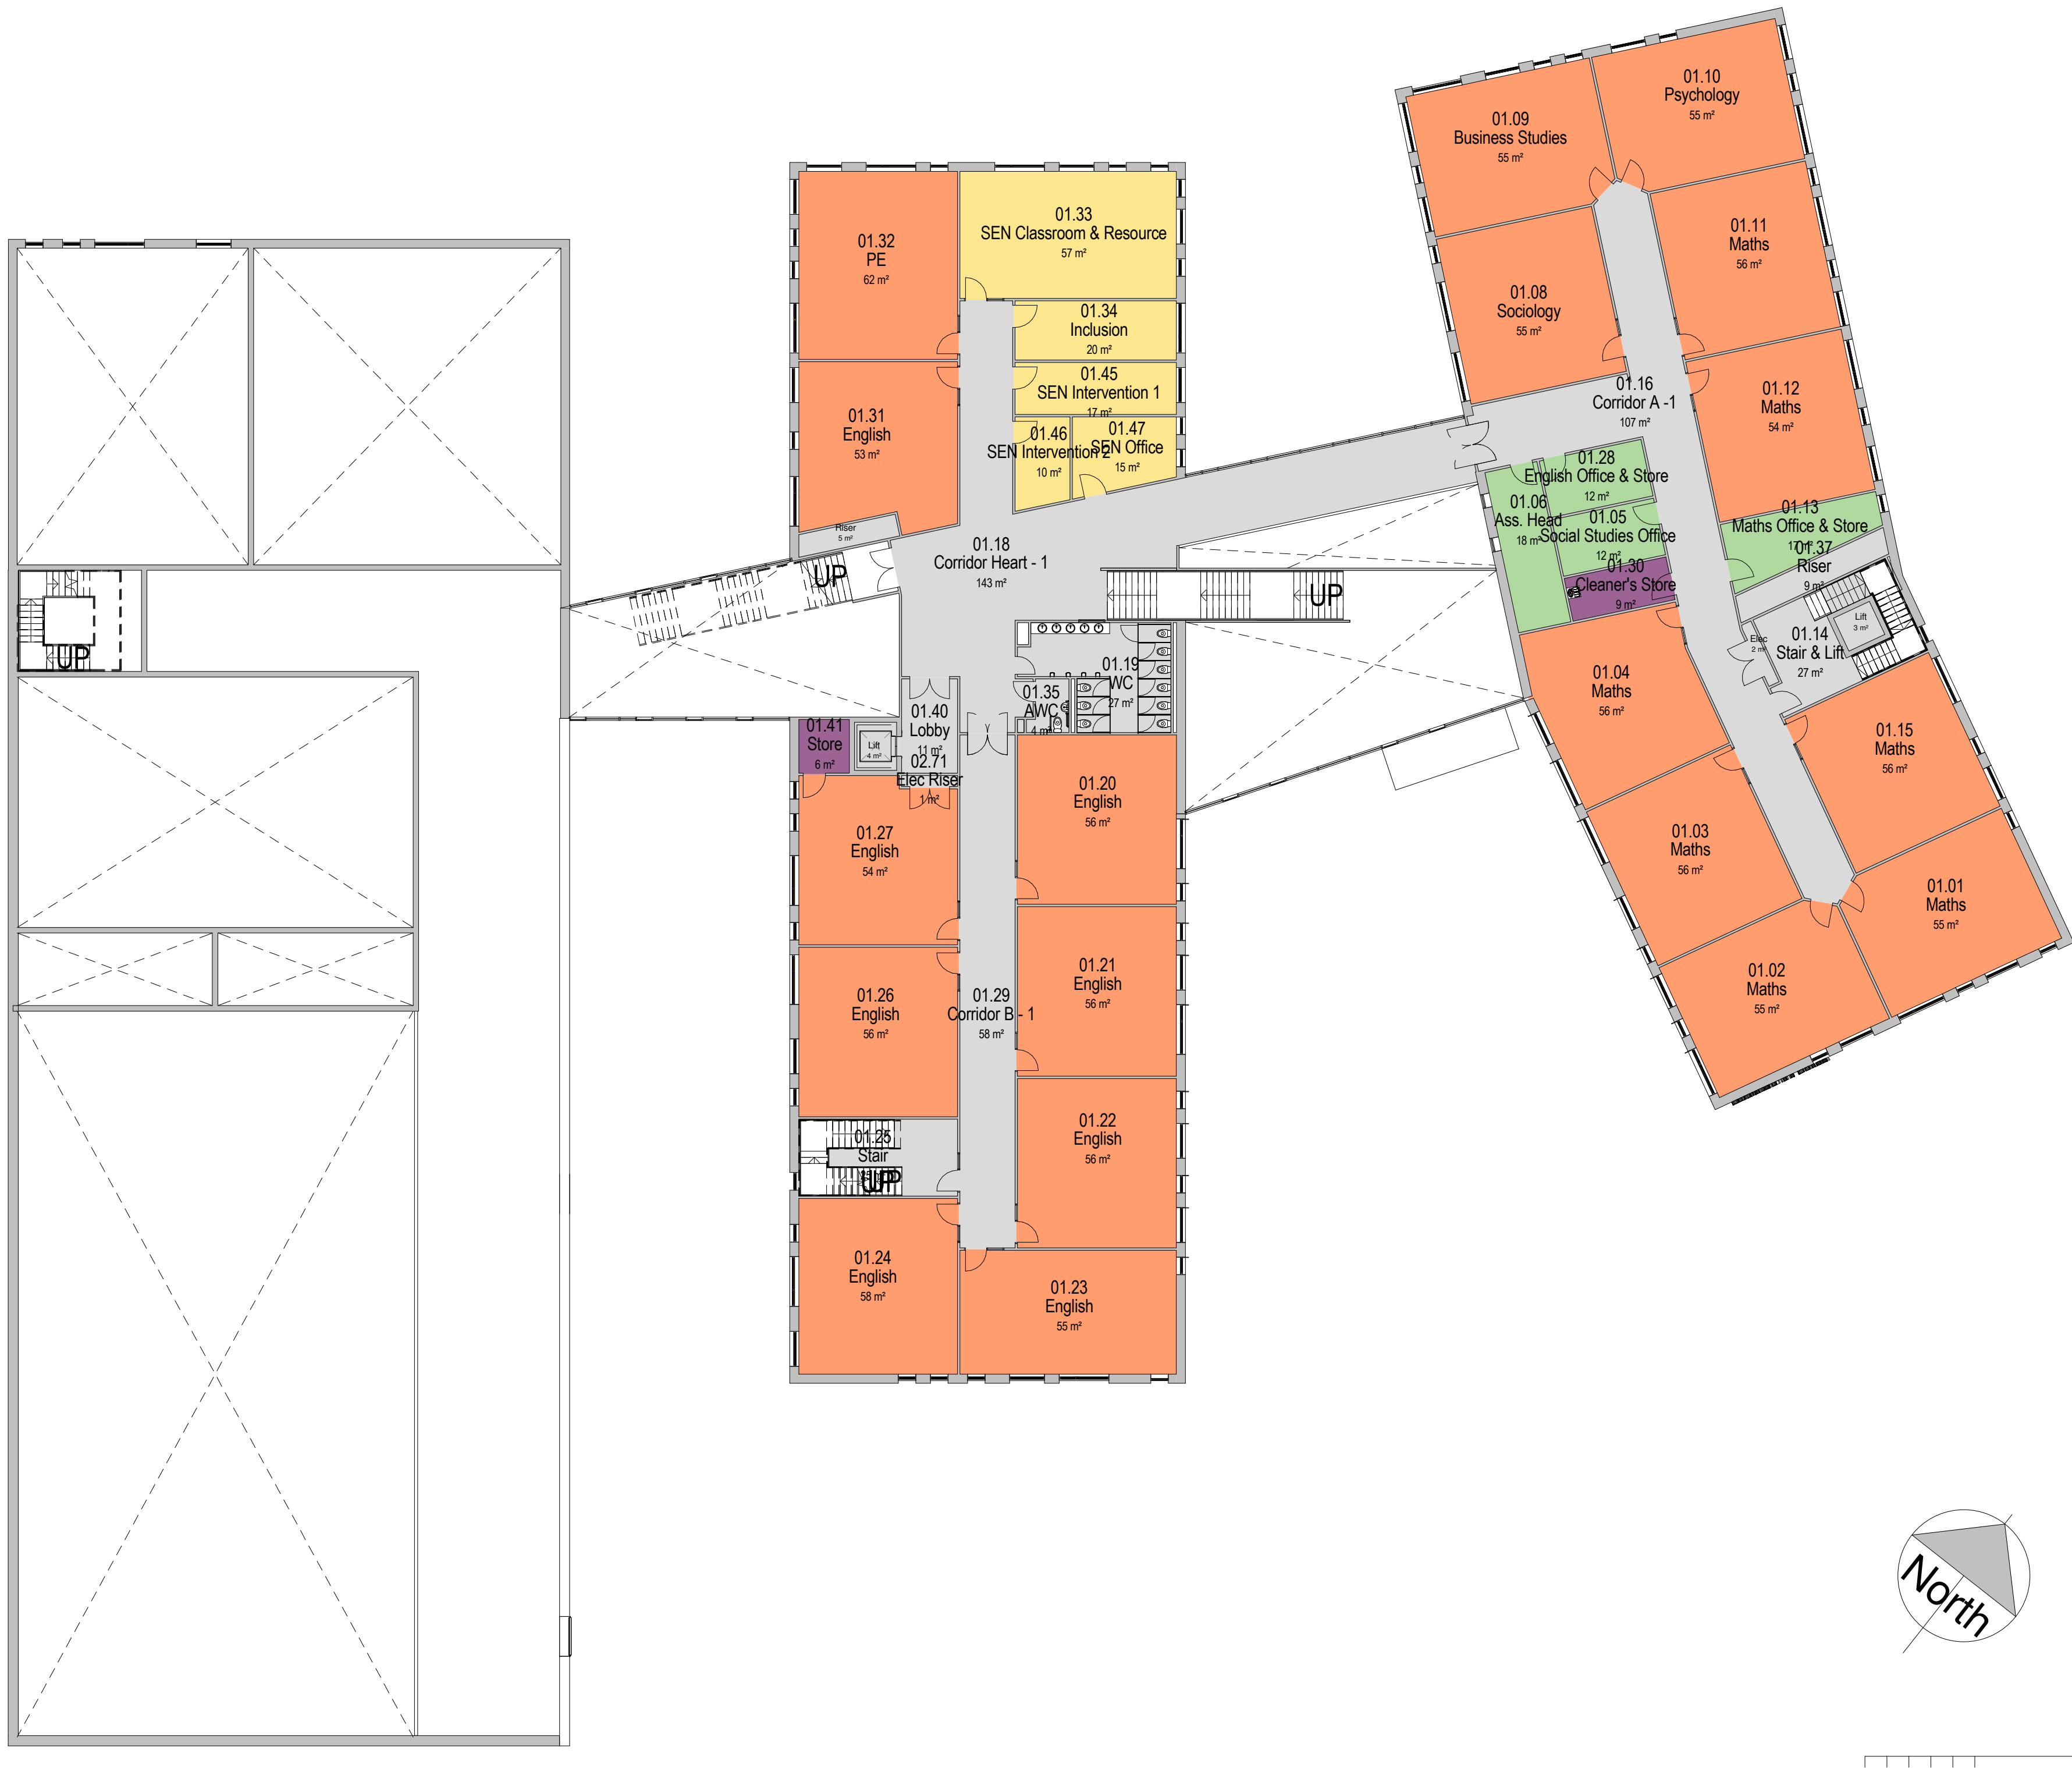 01.10
Psychology
55 m²
01.09
Business Studies
55 m²
01.11
Maths
56 m²
01.08
Sociology
55 m²
01.12
Maths
54 m²
01.16
Corridor A -1
107 m²
01.33
SEN Classroom & Resource
57 m²
01.32
PE
62 m²
01.34
Inclusion
20 m²
01.45
SEN Intervention 1
17 m²
01.31
English
53 m²
01.46
SEN Intervention 2
10 m²
01.47
SEN Office
15 m²
01.28
English Office & Store
12 m²
01.06
Ass. Head
18 m²
01.05
Social Studies Office
12 m²
01.13
Maths Office & Store
17 m²
01.37
Riser
9 m²
01.30
Cleaner's Store
9 m²
Riser
5 m²
01.18
Corridor Heart - 1
143 m²
UP
UP
UP
Lift
3 m²
Elec
2 m²
01.14
Stair & Lift
27 m²
01.04
Maths
56 m²
01.19
WC
27 m²
01.35
AWC
4 m²
01.40
Lobby
11 m²
01.41
Store
6 m²
Lift
4 m²
02.71
Elec Riser
1 m²
01.15
Maths
56 m²
01.20
English
56 m²
01.27
English
54 m²
01.03
Maths
56 m²
01.01
Maths
55 m²
01.02
Maths
55 m²
01.21
English
56 m²
01.26
English
56 m²
01.29
Corridor B - 1
58 m²
01.22
English
56 m²
01.25
Stair
UP
01.24
English
58 m²
01.23
English
55 m²
North